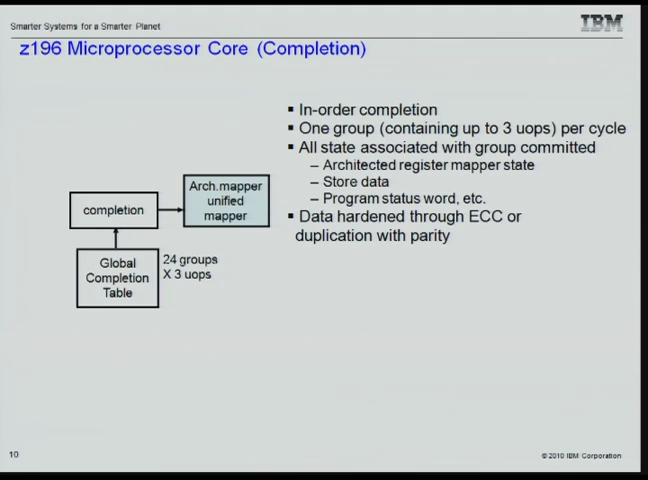 Smarter Systems for a Smarter Planet
IBM
z196 Microprocessor Core (Completion)
▪ In-order completion
▪ One group (containing up to 3 uops) per cycle
▪ All state associated with group committed
– Architected register mapper state
– Store data
– Program status word, etc.
▪ Data hardened through ECC or
duplication with parity
Arch.mapper
unified
mapper
completion
Global
Completion
Table
24 groups
X 3 uops
10
© 2010 IBM Corporation